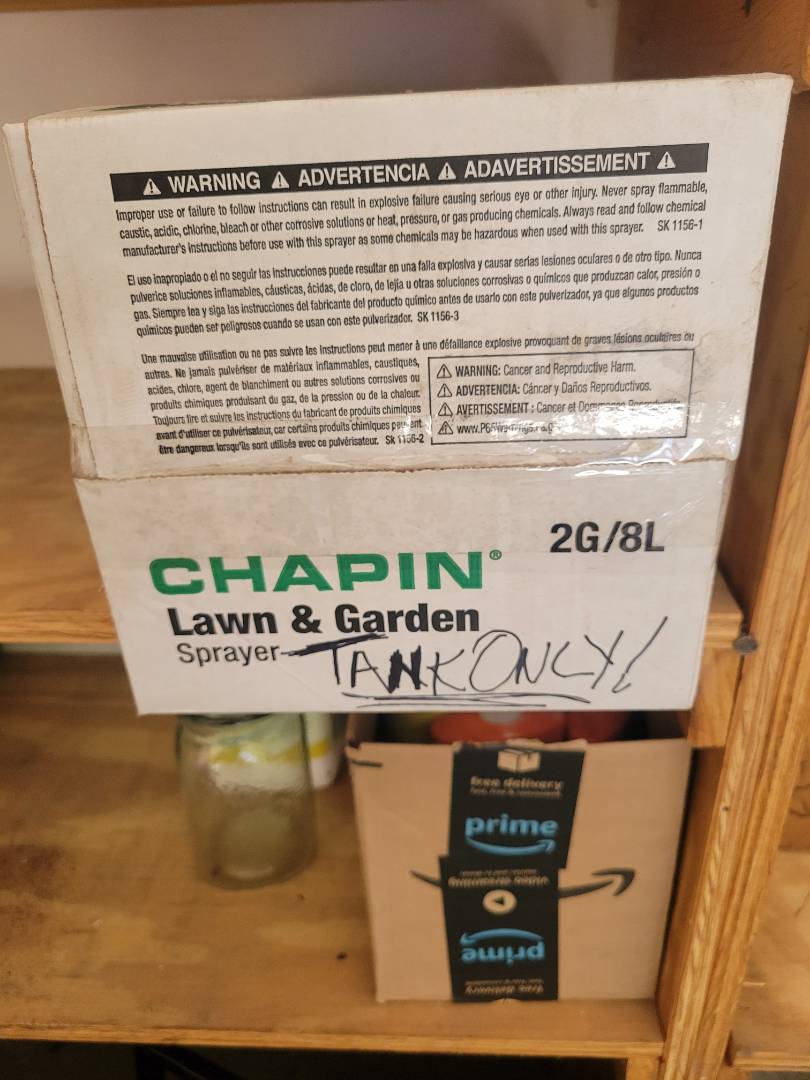 ⚠ WARNING ⚠ ADVERTENCIA ⚠ ADAVERTISSEMENT ⚠
Improper use or failure to follow instructions can result in explosive failure causing serious eye or other injury. Never spray flammable,
caustic, acidic, chlorine, bleach or other corrosive solutions or heat, pressure, or gas producing chemicals. Always read and follow chemical
manufacturer's instructions before use with this sprayer as some chemicals may be hazardous when used with this sprayer. SK 1156-1
El uso inapropiado o el no seguir las instrucciones puede resultar en una falla explosiva y causar serias lesiones oculares o de otro tipo. Nunca
pulverice soluciones inflamables, cáusticas, ácidas, de cloro, de lejía u otras soluciones corrosivas o químicos que produzcan calor, presión o
gas. Siempre lea y siga las instrucciones del fabricante del producto químico antes de usarlo con este pulverizador, ya que algunos productos
químicos pueden ser peligrosos cuando se usan con este pulverizador. SK 1156-3
Une mauvaise utilisation ou ne pas suivre les instructions peut mener à une défaillance explosive provoquant de graves lésions oculaires ou
autres. Ne jamais pulvériser de matériaux inflammables, caustiques,
acides, chlore, agent de blanchiment ou autres solutions corrosives ou
produits chimiques produisant du gaz, de la pression ou de la chaleur.
Toujours lire et suivre les instructions du fabricant de produits chimiques
avant d'utiliser ce pulvérisateur, car certains produits chimiques peuvent
être dangereux lorsqu'ils sont utilisés avec ce pulvérisateur. Sk 1156-2
⚠ WARNING: Cancer and Reproductive Harm.
⚠ ADVERTENCIA: Cáncer y Daños Reproductivos.
⚠ AVERTISSEMENT : Cancer et
⚠ www.P65Warnings.ca.g
2G/8L
CHAPIN®
Lawn & Garden
Sprayer-TANK ONLY!
free delivery
prime
video streaming
prime
free delivery